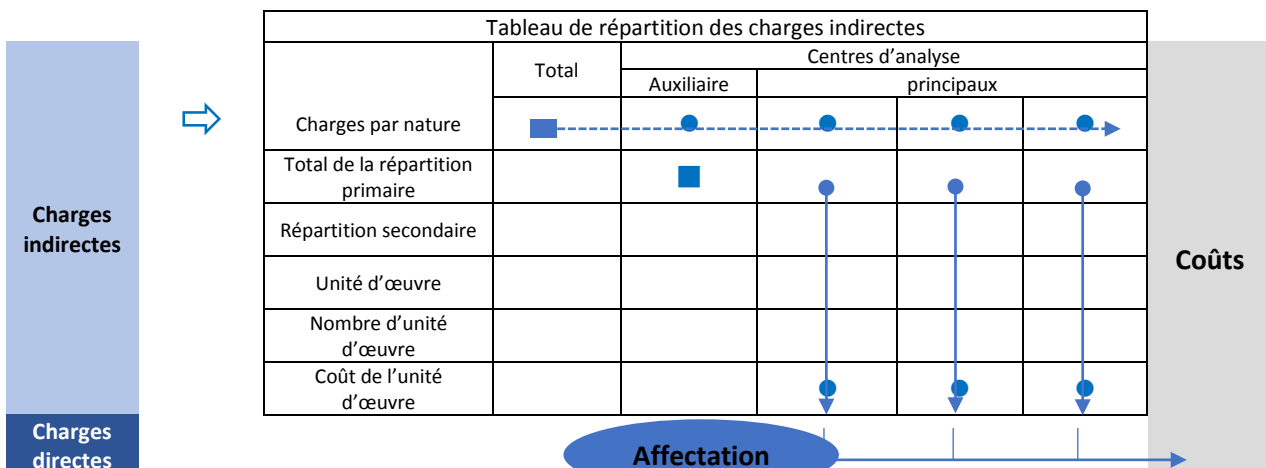 Tableau de répartition des charges indirectes
Total
Centres d’analyse
Auxiliaire
principaux
Charges par nature
Total de la répartition
primaire
Répartition secondaire
Unité d’œuvre
Nombre d’unité
d’œuvre
Coût de l’unité
d’œuvre
Charges
indirectes
Coûts
Charges
directes
Affectation